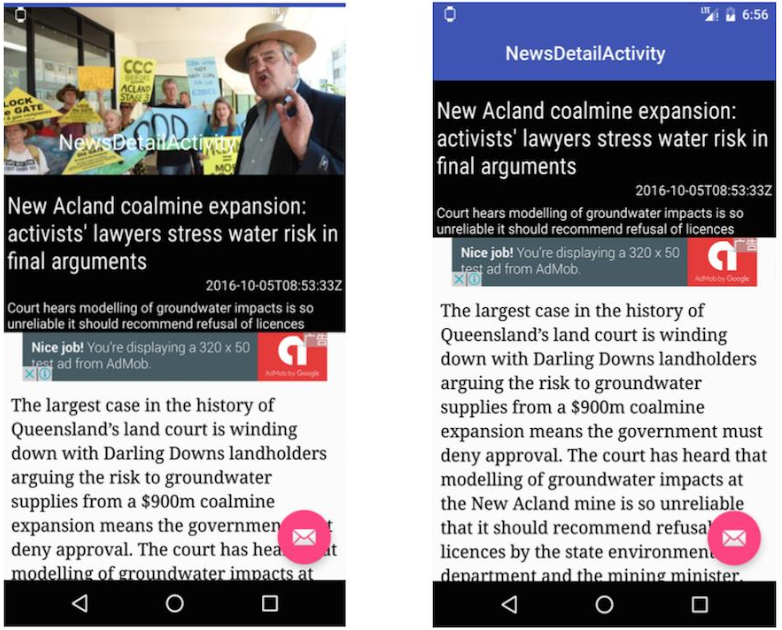 LOCK
GATE
CCC
BEFORE
ACLAND
STAGE 3
NewsDetailActivity
New Acland coalmine expansion:
activists' lawyers stress water risk in
final arguments
2016-10-05T08:53:33Z
Court hears modelling of groundwater impacts is so
unreliable it should recommend refusal of licences
Nice job! You're displaying a 320 x 50
test ad from AdMob.
广告
AdMob by Google
The largest case in the history of
Queensland's land court is winding
down with Darling Downs landholders
arguing the risk to groundwater
supplies from a $900m coalmine
expansion means the governmen t
deny approval. The court has hea at
modelling of groundwater impacts at
LTE 6:56
NewsDetailActivity
New Acland coalmine expansion:
activists' lawyers stress water risk in
final arguments
2016-10-05T08:53:33Z
Court hears modelling of groundwater impacts is so
unreliable it should recommend refusal of licences
Nice job! You're displaying a 320 x 50
test ad from AdMob.
广告
AdMob by Google
The largest case in the history of
Queensland's land court is winding
down with Darling Downs landholders
arguing the risk to groundwater
supplies from a $900m coalmine
expansion means the government must
deny approval. The court has heard that
modelling of groundwater impacts at
the New Acland mine is so unreliable
that it should recommend refusal
licences by the state environment
department and the mining minister.